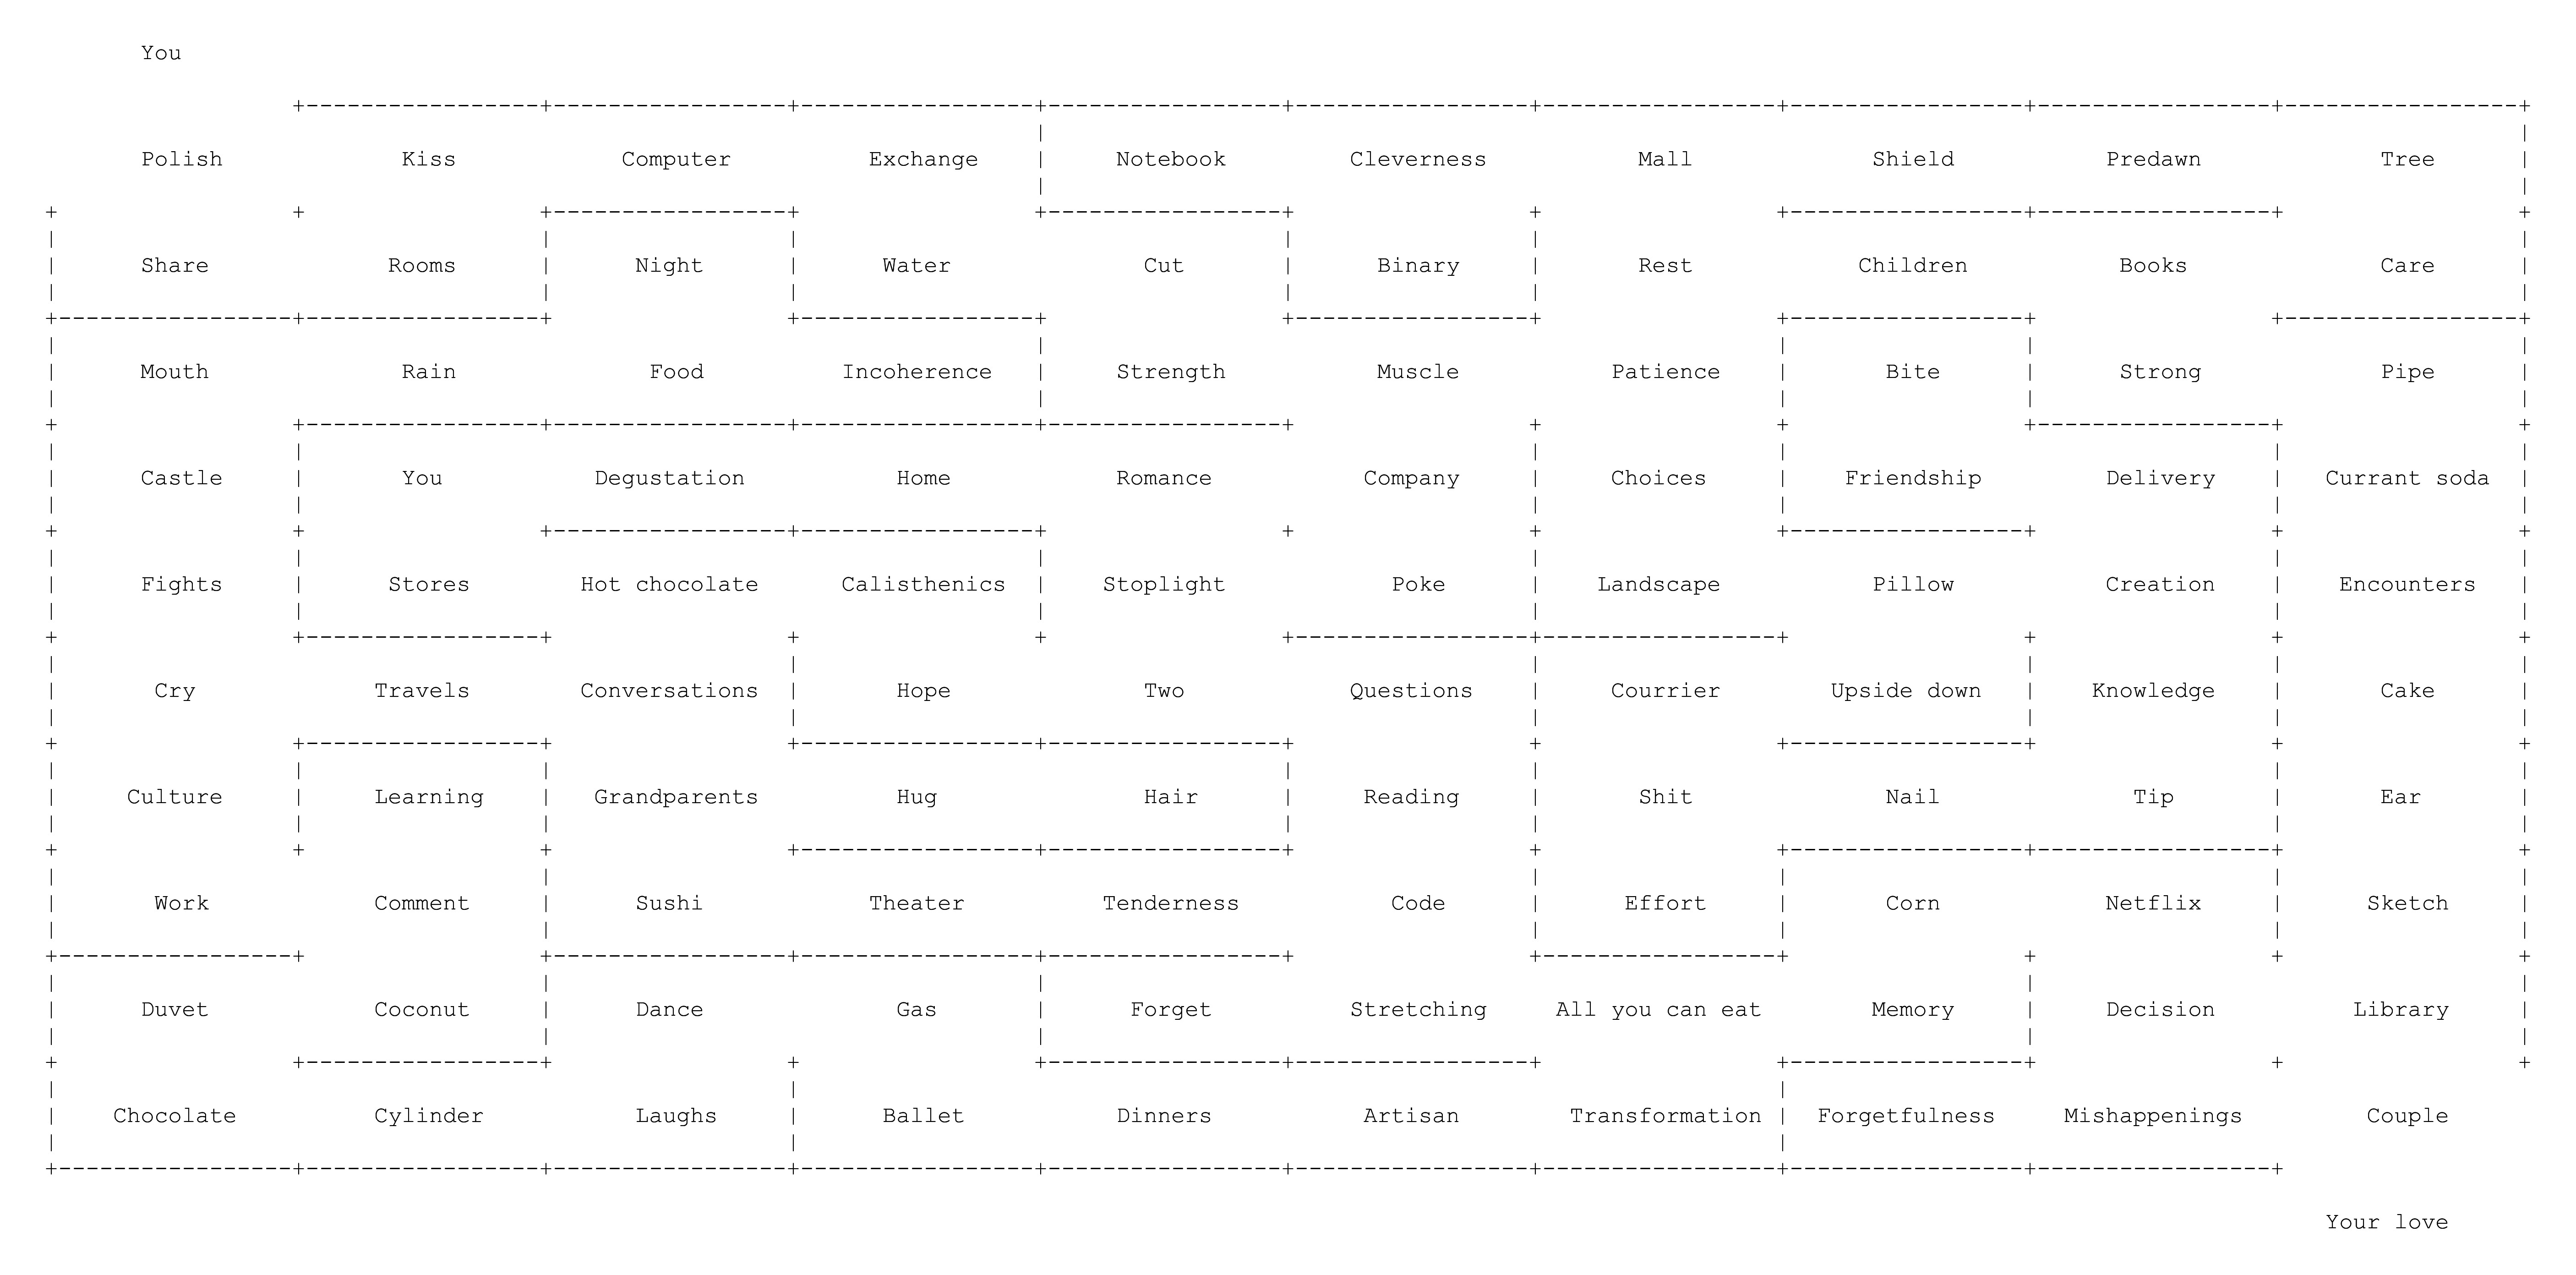 You
Polish Kiss Computer Exchange Notebook Cleverness Mall Shield Predawn Tree
Share Rooms Night Water Cut Binary Rest Children Books Care
Mouth Rain Food Incoherence Strength Muscle Patience Bite Strong Pipe
Castle You Degustation Home Romance Company Choices Friendship Delivery Currant soda
Fights Stores Hot chocolate Calisthenics Stoplight Poke Landscape Pillow Creation Encounters
Cry Travels Conversations Hope Two Questions Courrier Upside down Knowledge Cake
Culture Learning Grandparents Hug Hair Reading Shit Nail Tip Ear
Work Comment Sushi Theater Tenderness Code Effort Corn Netflix Sketch
Duvet Coconut Dance Gas Forget Stretching All you can eat Memory Decision Library
Chocolate Cylinder Laughs Ballet Dinners Artisan Transformation Forgetfulness Mishappenings Couple
Your love